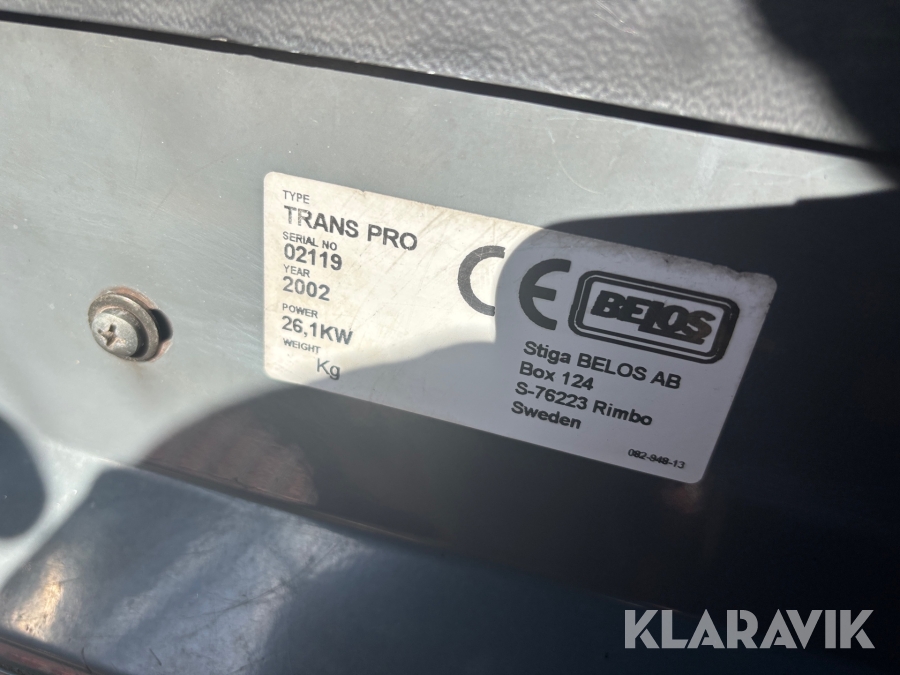 TYPE
TRANS PRO
SERIAL NO
02119
YEAR
2002
POWER
26,1KW
WEIGHT
Kg
CE
BELOS
Stiga BELOS AB
Box 124
S-76223 Rimbo
Sweden
082-948-13
KLARAVIK